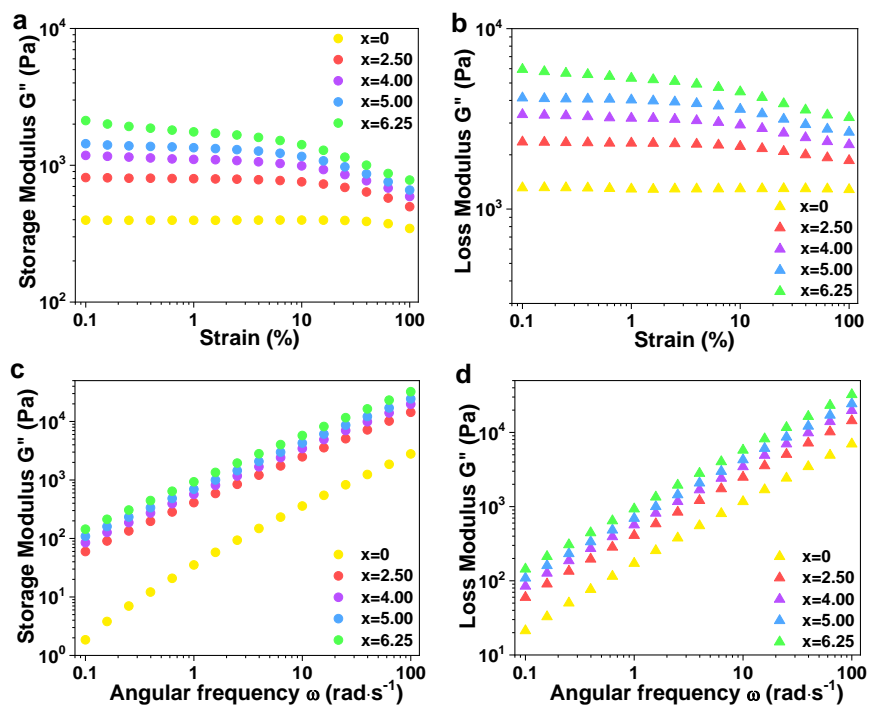 a
Storage Modulus G" (Pa)
10⁴
10³
10²
0.1
1
10
100
Strain (%)
x=0
x=2.50
x=4.00
x=5.00
x=6.25
b
Loss Modulus G" (Pa)
10⁴
10³
0.1
1
10
100
Strain (%)
x=0
x=2.50
x=4.00
x=5.00
x=6.25
c
Storage Modulus G" (Pa)
10⁴
10³
10²
10¹
10⁰
0.1
1
10
100
Angular frequency ω (rad·s⁻¹)
x=0
x=2.50
x=4.00
x=5.00
x=6.25
d
Loss Modulus G" (Pa)
10⁴
10³
10²
10¹
0.1
1
10
100
Angular frequency ω (rad·s⁻¹)
x=0
x=2.50
x=4.00
x=5.00
x=6.25